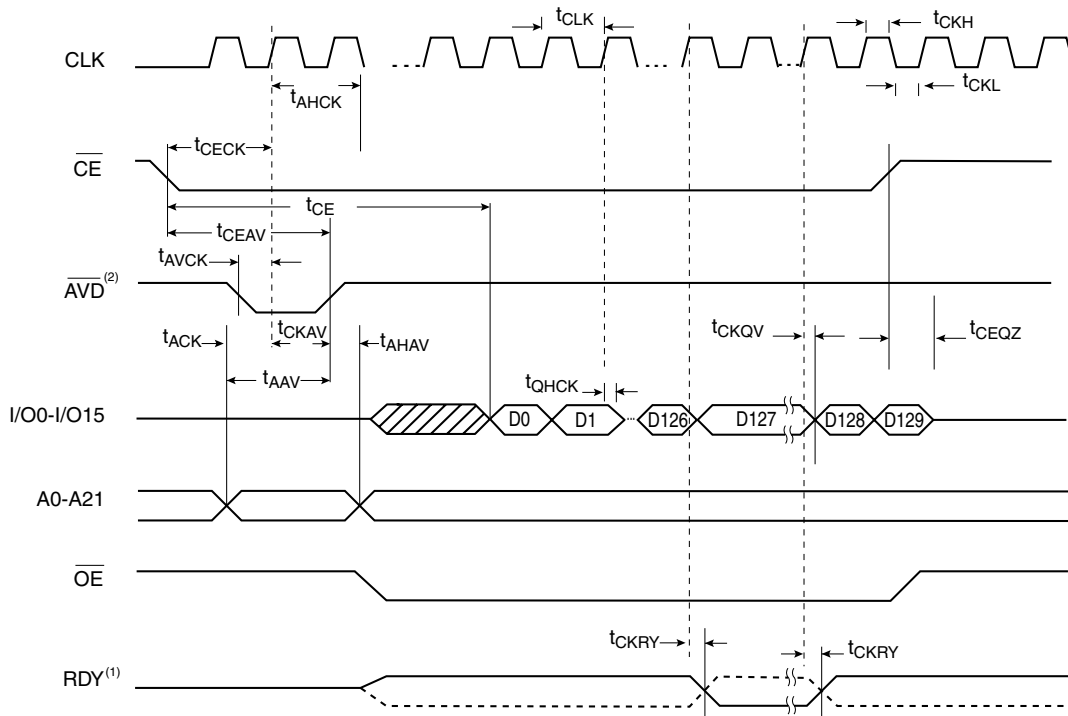 tCLK
tCKH
CLK
tCKL
tAHCK
tCECK
CE
tCE
tCEAV
tAVCK
AVD(2)
tCKAV
tACK
tAHAV
tCKQV
tCEQZ
tAAV
tQHCK
I/O0-I/O15
D0
D1
D126
D127
D128
D129
A0-A21
OE
tCKRY
tCKRY
RDY(1)